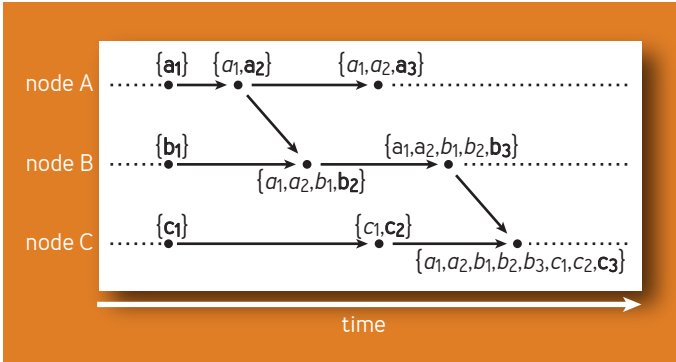 {a₁} {a₁,a₂} {a₁,a₂,a₃}
node A
{b₁} {a₁,a₂,b₁,b₂,b₃}
node B
{a₁,a₂,b₁,b₂}
{c₁} {c₁,c₂}
node C
{a₁,a₂,b₁,b₂,b₃,c₁,c₂,c₃}
time